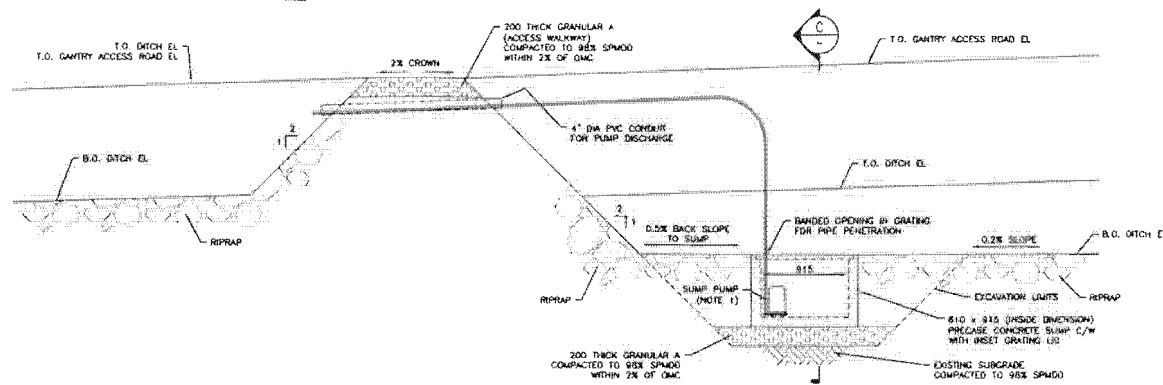 200 THICK GRANULAR A
(ACCESS WALKWAY)
COMPACTED TO 98% SPMDD
WITHIN 2% OF OMC
C
-
T.O. DITCH EL
T.O. GANTRY ACCESS ROAD EL
2% CROWN
T.O. GANTRY ACCESS ROAD EL
4" DIA PVC CONDUIT
FOR PUMP DISCHARGE
2
1
B.O. DITCH EL
T.O. DITCH EL
2
1
0.5% BACK SLOPE
TO SUMP
BANDED OPENING IN GRATING
FOR PIPE PENETRATION
0.2% SLOPE
B.O. DITCH E
RIPRAP
915
RIPRAP
SUMP PUMP
(NOTE 1)
EXCAVATION LIMITS
RIPRAP
610 x 915 (INSIDE DIMENSION)
PRECASE CONCRETE SUMP C/W
WITH INSET GRATING LID
200 THICK GRANULAR A
COMPACTED TO 98% SPMDD
WITHIN 2% OF OMC
EXISTING SUBGRADE
COMPACTED TO 98% SPMDD